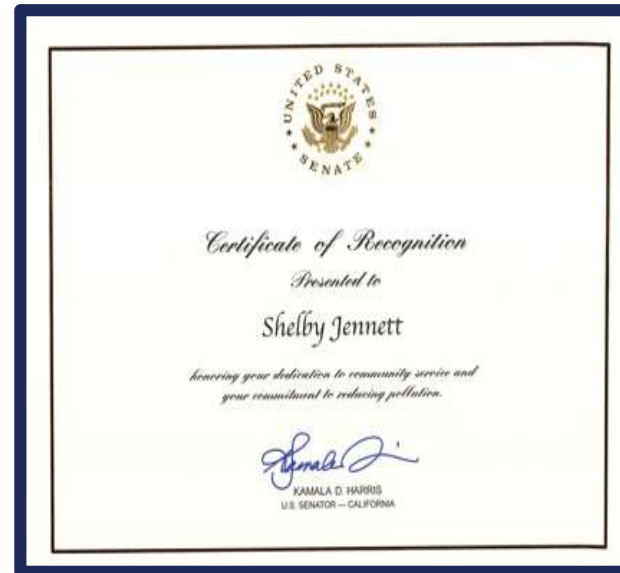 UNITED STATES
SENATE
Certificate of Recognition
Presented to
Shelby Jennett
honoring your dedication to community service and
your commitment to reducing pollution.
Kamala
KAMALA D. HARRIS
U.S. SENATOR — CALIFORNIA